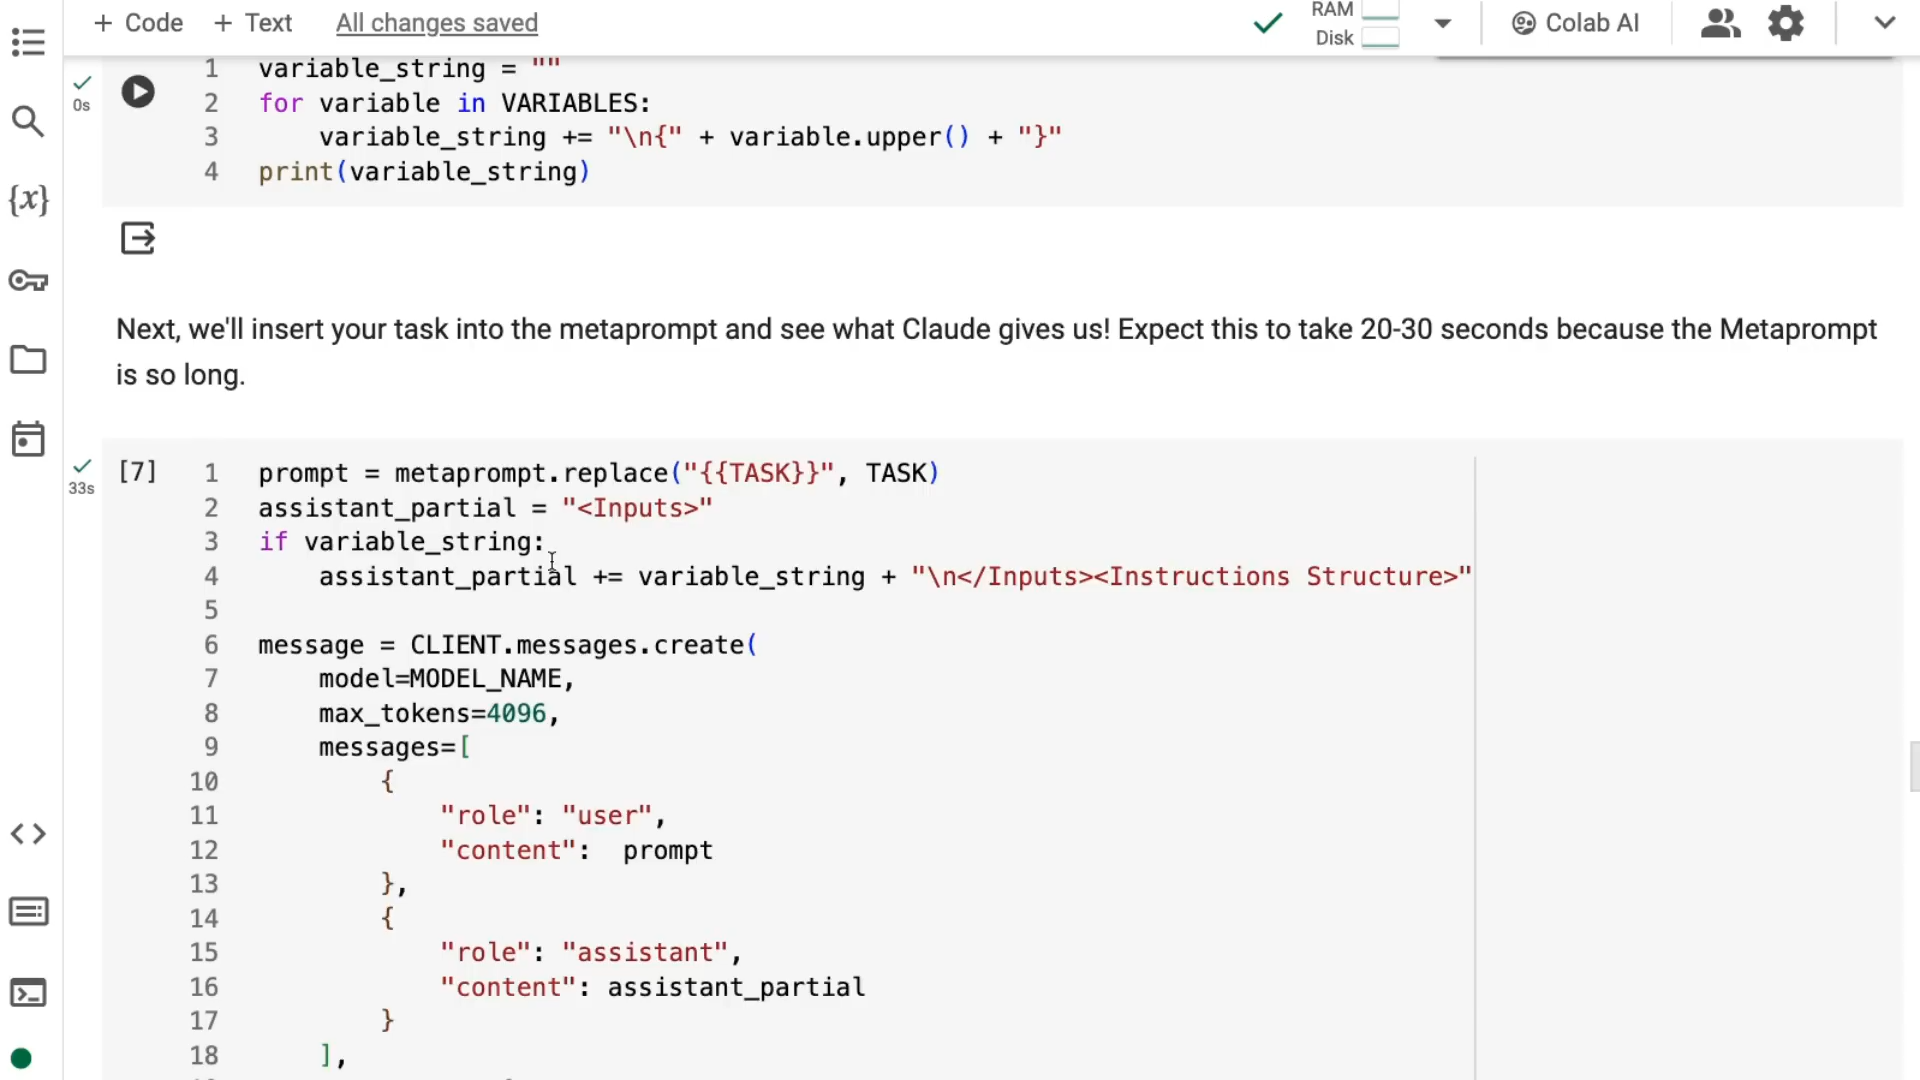 + Code + Text All changes saved RAM Disk Colab AI
{x}
0s
1 variable_string = ""
2 for variable in VARIABLES:
3 variable_string += "\n{" + variable.upper() + "}"
4 print(variable_string)
Next, we'll insert your task into the metaprompt and see what Claude gives us! Expect this to take 20-30 seconds because the Metaprompt
is so long.
33s
[7]
1 prompt = metaprompt.replace("{{TASK}}", TASK)
2 assistant_partial = "<Inputs>"
3 if variable_string:
4 assistant_partial += variable_string + "\n</Inputs><Instructions Structure>"
5
6 message = CLIENT.messages.create(
7 model=MODEL_NAME,
8 max_tokens=4096,
9 messages=[
10 {
11 "role": "user",
12 "content":  prompt
13 },
14 {
15 "role": "assistant",
16 "content": assistant_partial
17 }
18 ],